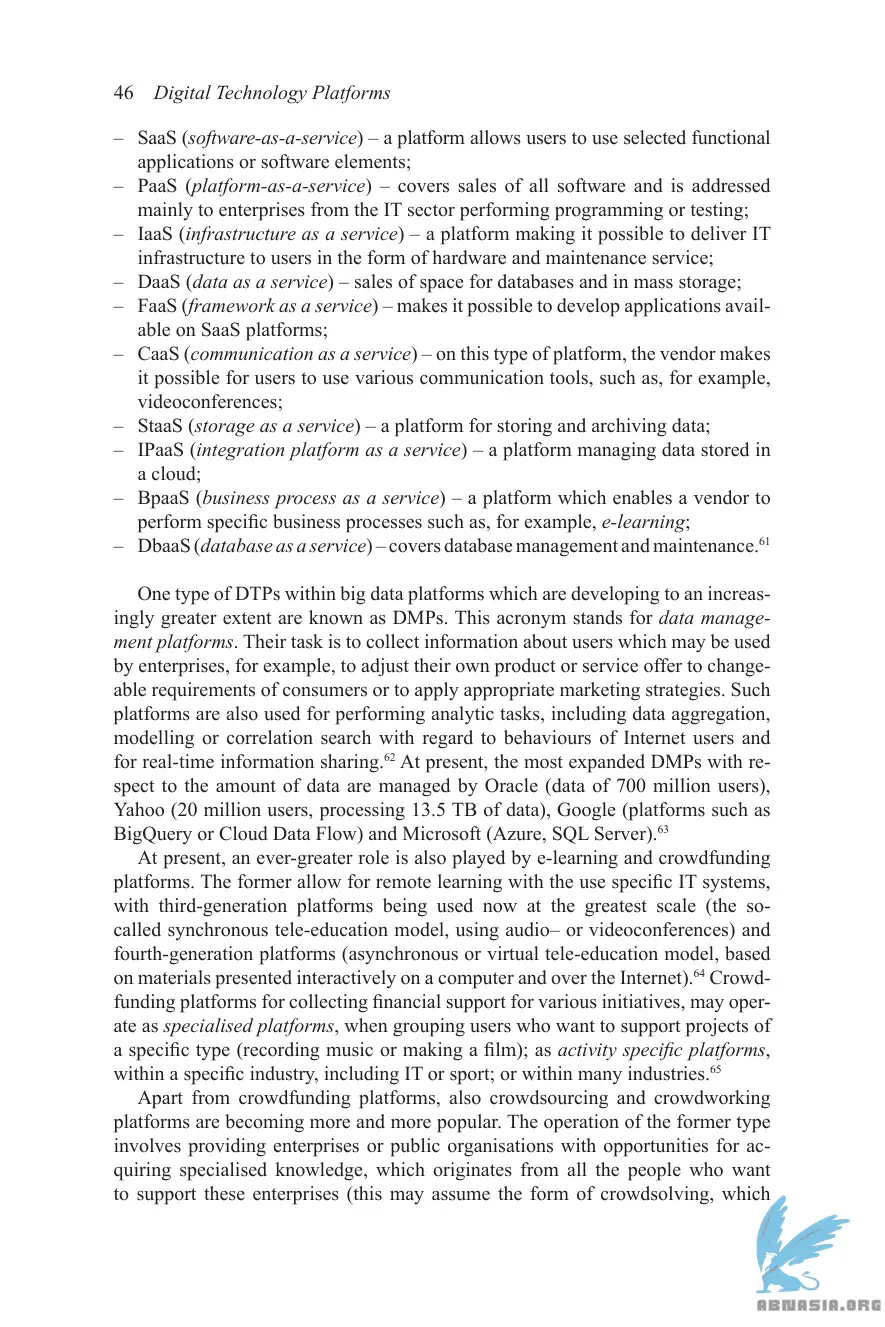 46 Digital Technology Platforms
– SaaS (software-as-a-service) – a platform allows users to use selected functional
applications or software elements;
– PaaS (platform-as-a-service) – covers sales of all software and is addressed
mainly to enterprises from the IT sector performing programming or testing;
– IaaS (infrastructure as a service) – a platform making it possible to deliver IT
infrastructure to users in the form of hardware and maintenance service;
– DaaS (data as a service) – sales of space for databases and in mass storage;
– FaaS (framework as a service) – makes it possible to develop applications avail-
able on SaaS platforms;
– CaaS (communication as a service) – on this type of platform, the vendor makes
it possible for users to use various communication tools, such as, for example,
videoconferences;
– StaaS (storage as a service) – a platform for storing and archiving data;
– IPaaS (integration platform as a service) – a platform managing data stored in
a cloud;
– BpaaS (business process as a service) – a platform which enables a vendor to
perform specific business processes such as, for example, e-learning;
– DbaaS (database as a service) – covers database management and maintenance.61
One type of DTPs within big data platforms which are developing to an increas-
ingly greater extent are known as DMPs. This acronym stands for data manage-
ment platforms. Their task is to collect information about users which may be used
by enterprises, for example, to adjust their own product or service offer to change-
able requirements of consumers or to apply appropriate marketing strategies. Such
platforms are also used for performing analytic tasks, including data aggregation,
modelling or correlation search with regard to behaviours of Internet users and
for real-time information sharing.62 At present, the most expanded DMPs with re-
spect to the amount of data are managed by Oracle (data of 700 million users),
Yahoo (20 million users, processing 13.5 TB of data), Google (platforms such as
BigQuery or Cloud Data Flow) and Microsoft (Azure, SQL Server).63
At present, an ever-greater role is also played by e-learning and crowdfunding
platforms. The former allow for remote learning with the use specific IT systems,
with third-generation platforms being used now at the greatest scale (the so-
called synchronous tele-education model, using audio– or videoconferences) and
fourth-generation platforms (asynchronous or virtual tele-education model, based
on materials presented interactively on a computer and over the Internet).64 Crowd-
funding platforms for collecting financial support for various initiatives, may oper-
ate as specialised platforms, when grouping users who want to support projects of
a specific type (recording music or making a film); as activity specific platforms,
within a specific industry, including IT or sport; or within many industries.65
Apart from crowdfunding platforms, also crowdsourcing and crowdworking
platforms are becoming more and more popular. The operation of the former type
involves providing enterprises or public organisations with opportunities for ac-
quiring specialised knowledge, which originates from all the people who want
to support these enterprises (this may assume the form of crowdsolving, which
ABNASIA.ORG